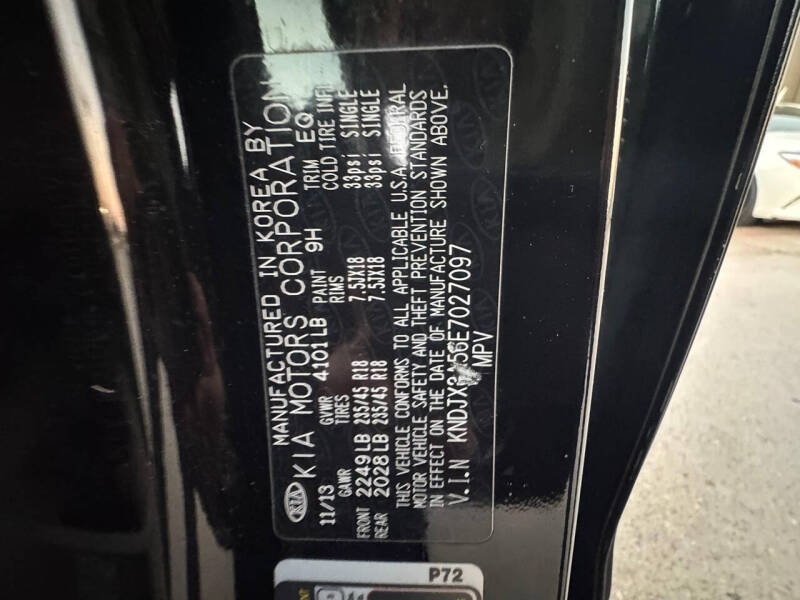 MANUFACTURED IN KOREA BY
KIA KIA MOTORS CORPORATION
11/13 GVWR 4101LB PAINT 9H TRIM EQ
GAWR TIRES RIMS COLD TIRE
FRONT 2249LB 235/45 R18 7.5JX18 33psi SINGLE
REAR 2028LB 235/45 R18 7.5JX18 33psi SINGLE
THIS VEHICLE CONFORMS TO ALL APPLICABLE U.S.A. FEDERAL
MOTOR VEHICLE SAFETY AND THEFT PREVENTION STANDARDS
IN EFFECT ON THE DATE OF MANUFACTURE SHOWN ABOVE.
V.I.N
MPV
P72